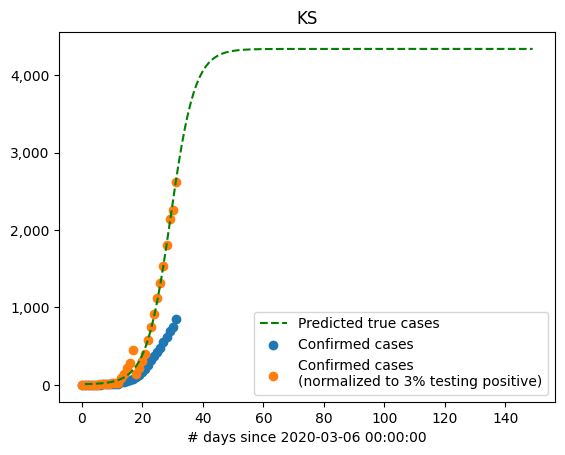 KS
4,000
3,000
2,000
1,000
0
Predicted true cases
Confirmed cases
Confirmed cases
(normalized to 3% testing positive)
0 20 40 60 80 100 120 140
# days since 2020-03-06 00:00:00